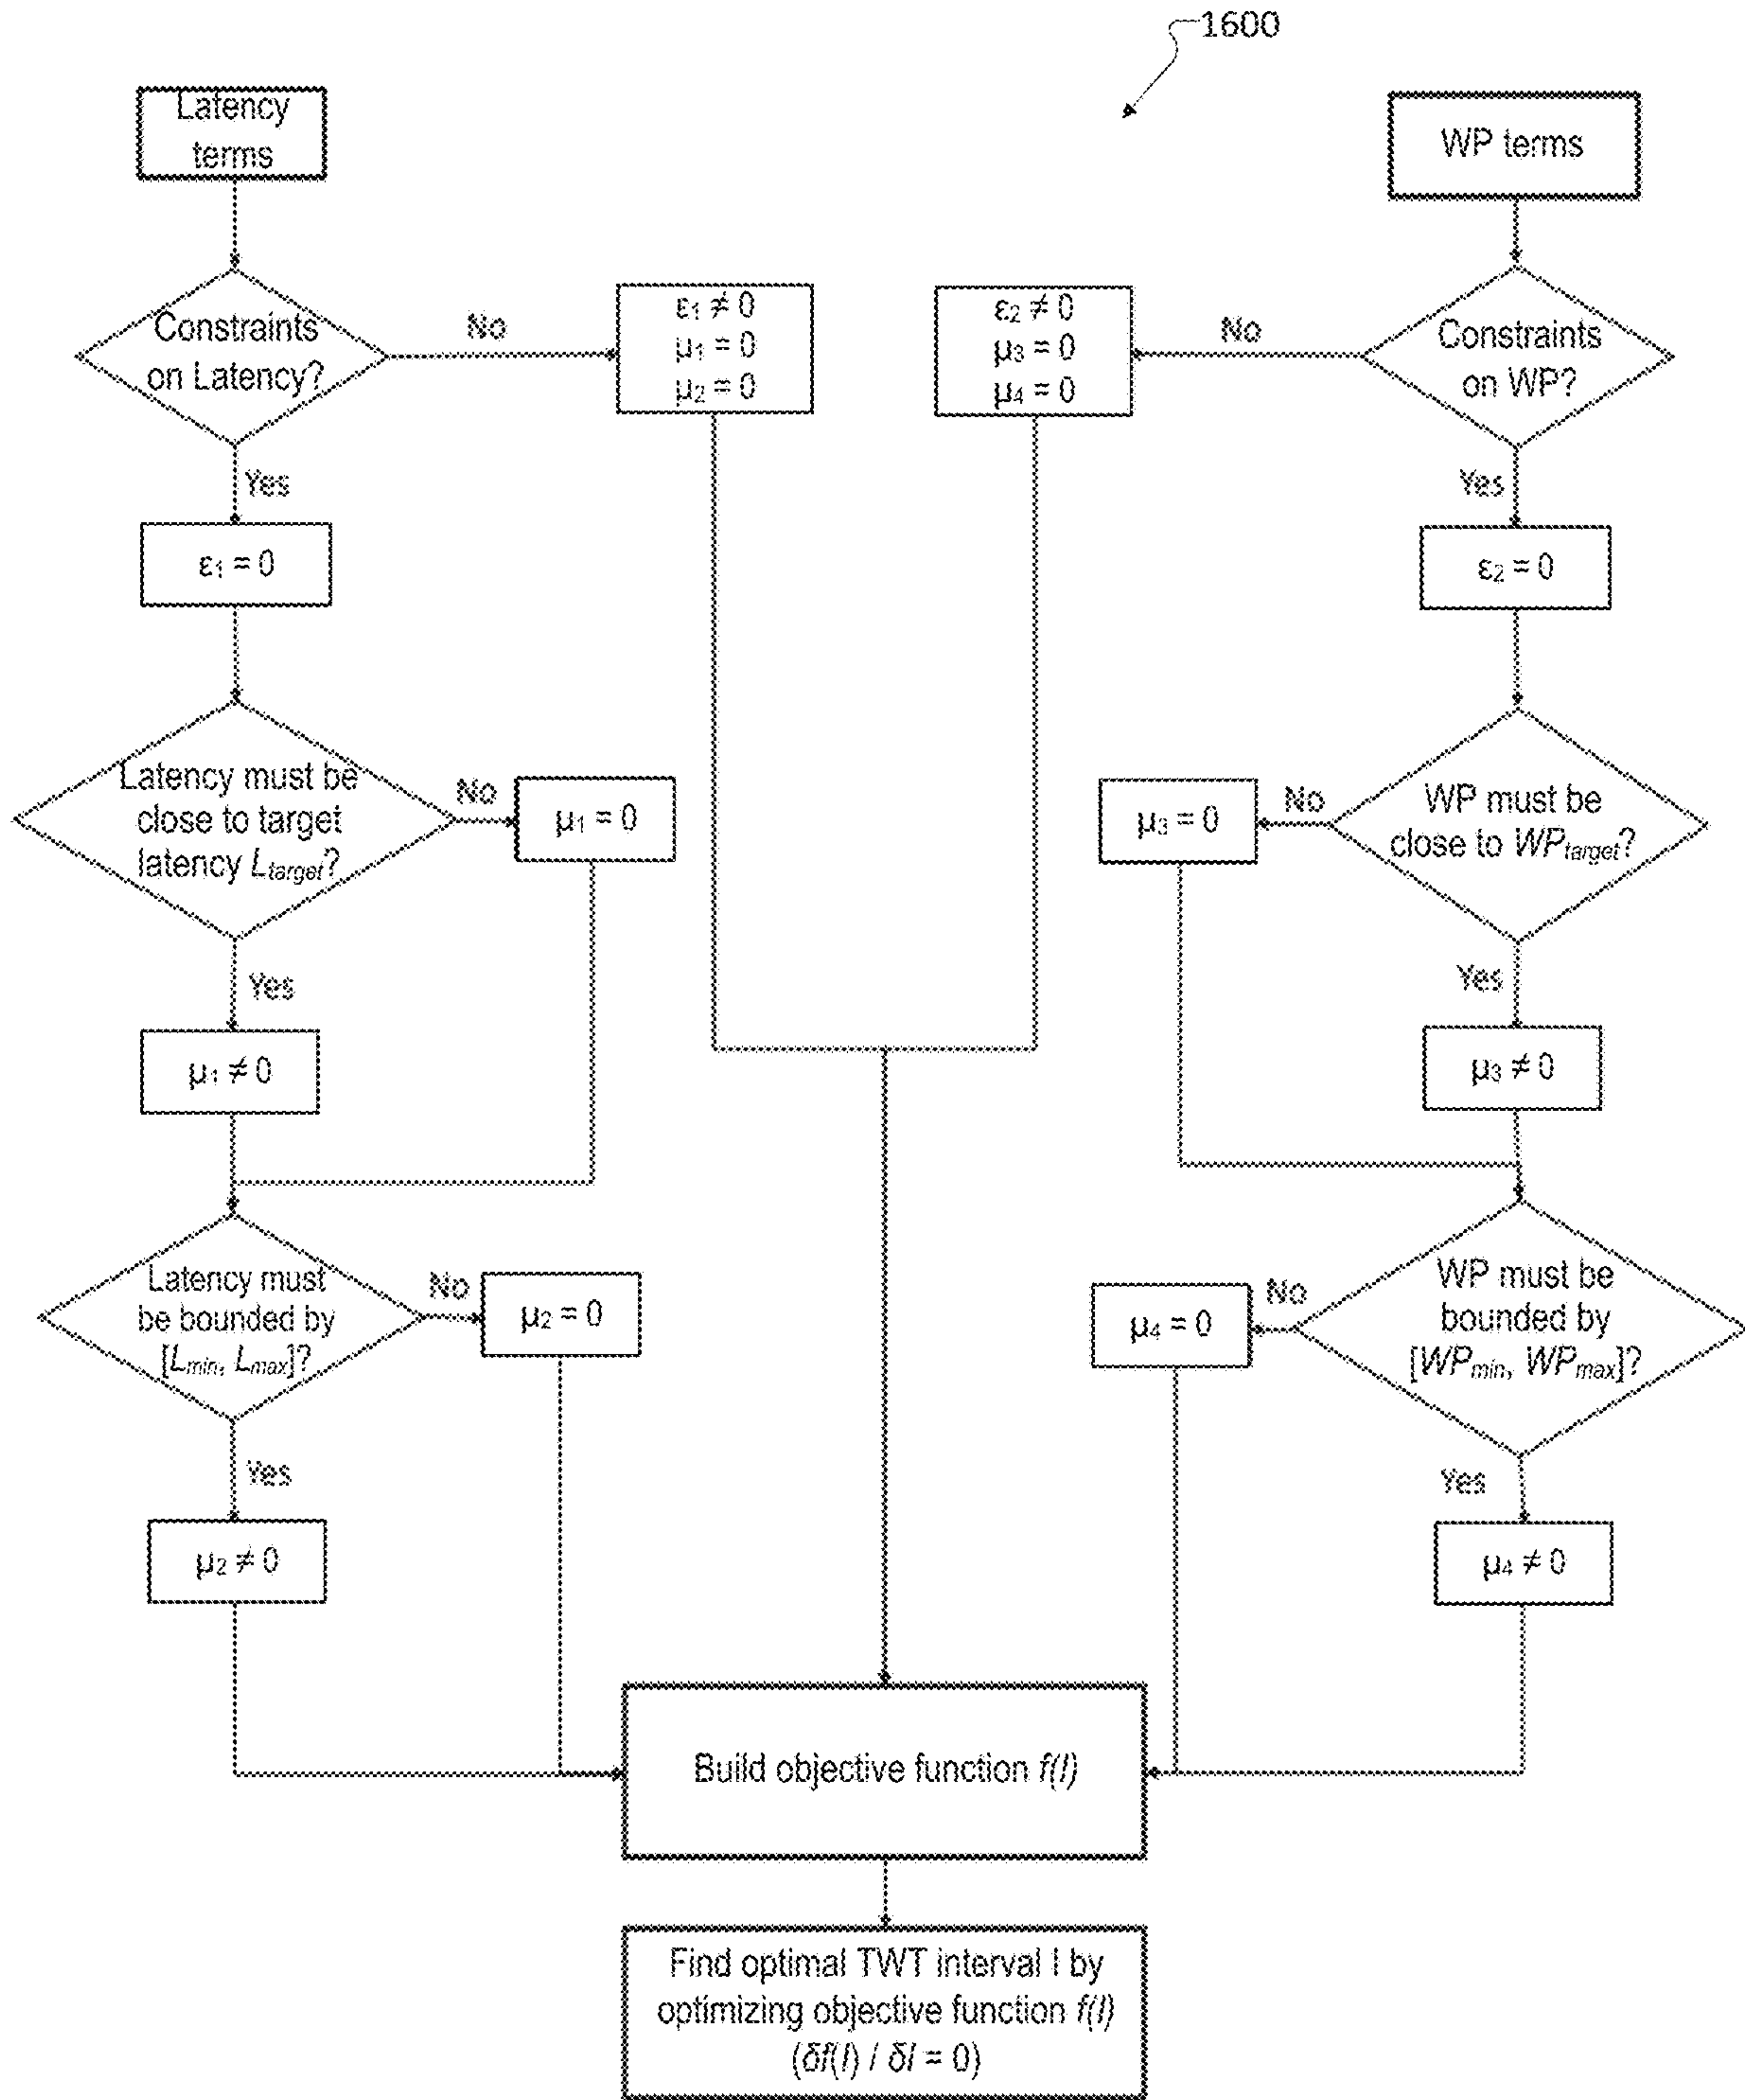 1600
Latency
terms
WP terms
Constraints
on Latency?
No
ε1 ≠ 0
μ1 = 0
μ2 = 0
ε2 ≠ 0
μ3 = 0
μ4 = 0
No
Constraints
on WP?
Yes
Yes
ε1 = 0
ε2 = 0
Latency must be
close to target
latency Ltarget?
No
μ1 = 0
μ3 = 0
No
WP must be
close to WPtarget?
Yes
Yes
μ1 ≠ 0
μ3 ≠ 0
Latency must
be bounded by
[Lmin, Lmax]?
No
μ2 = 0
μ4 = 0
No
WP must be
bounded by
[WPmin, WPmax]?
Yes
Yes
μ2 ≠ 0
μ4 ≠ 0
Build objective function f(I)
Find optimal TWT interval I by
optimizing objective function f(I)
(δf(I) / δI = 0)